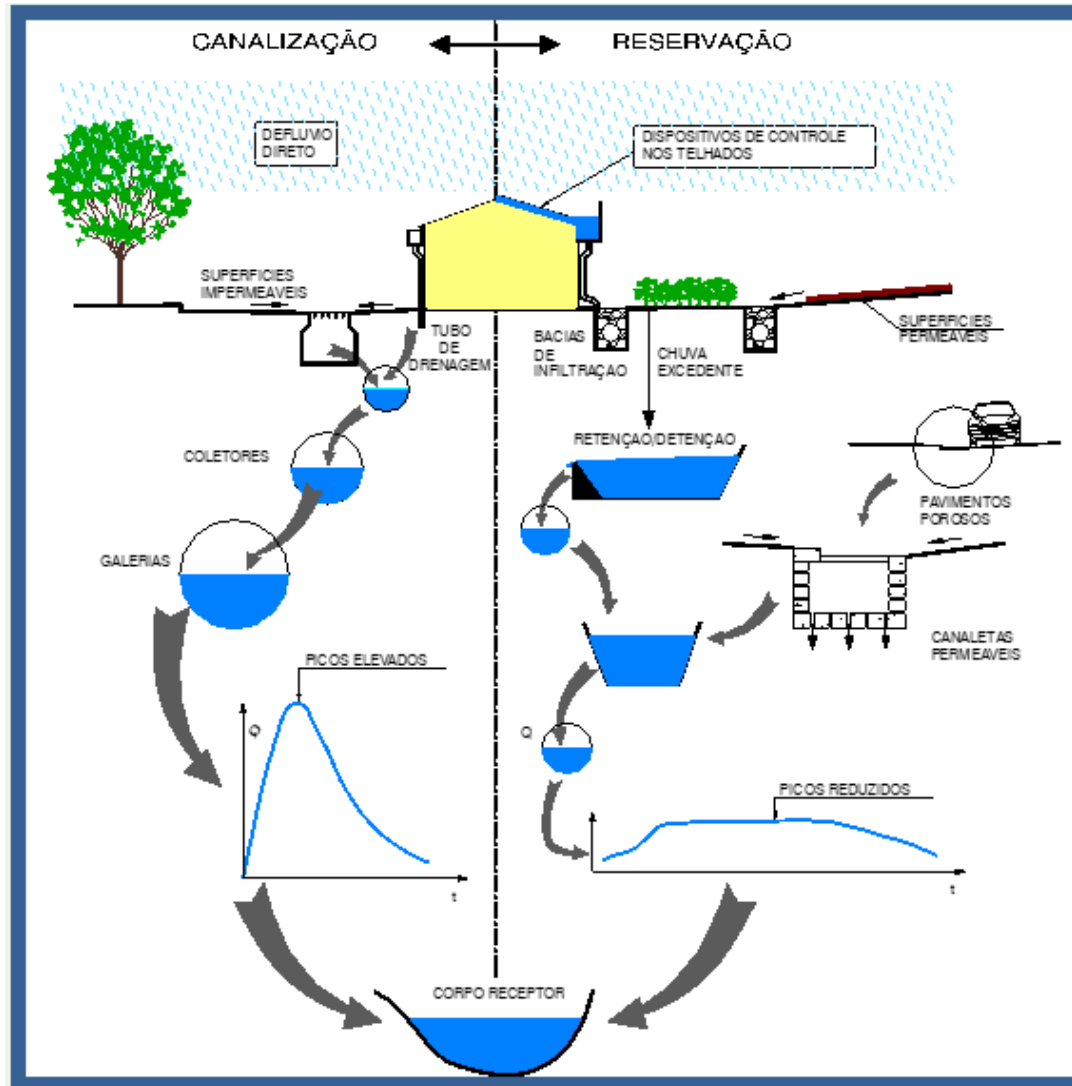 CANALIZAÇÃO
RESERVAÇÃO
DEFLUVIO
DIRETO
DISPOSITIVOS DE CONTROLE
NOS TELHADOS
SUPERFICIES
IMPERMEAVEIS
TUBO
DE
DRENAGEM
BACIAS
DE
INFILTRAÇAO
CHUVA
EXCEDENTE
SUPERFICIES
PERMEAVEIS
COLETORES
RETENÇAO/DETENÇAO
PAVIMENTOS
POROSOS
GALERIAS
CANALETAS
PERMEAVEIS
PICOS ELEVADOS
Q
t
Q
PICOS REDUZIDOS
t
CORPO RECEPTOR